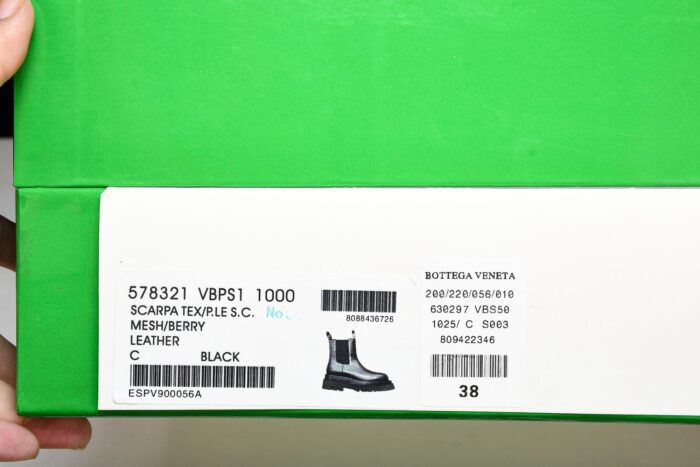 578321 VBPS1 1000
SCARPA TEX/P.LE S.C.
MESH/BERRY
LEATHER
C BLACK
ESPV900056A
8088436726
BOTTEGA VENETA
200/220/056/010
630297 VBS50
1025/ C S003
809422346
38